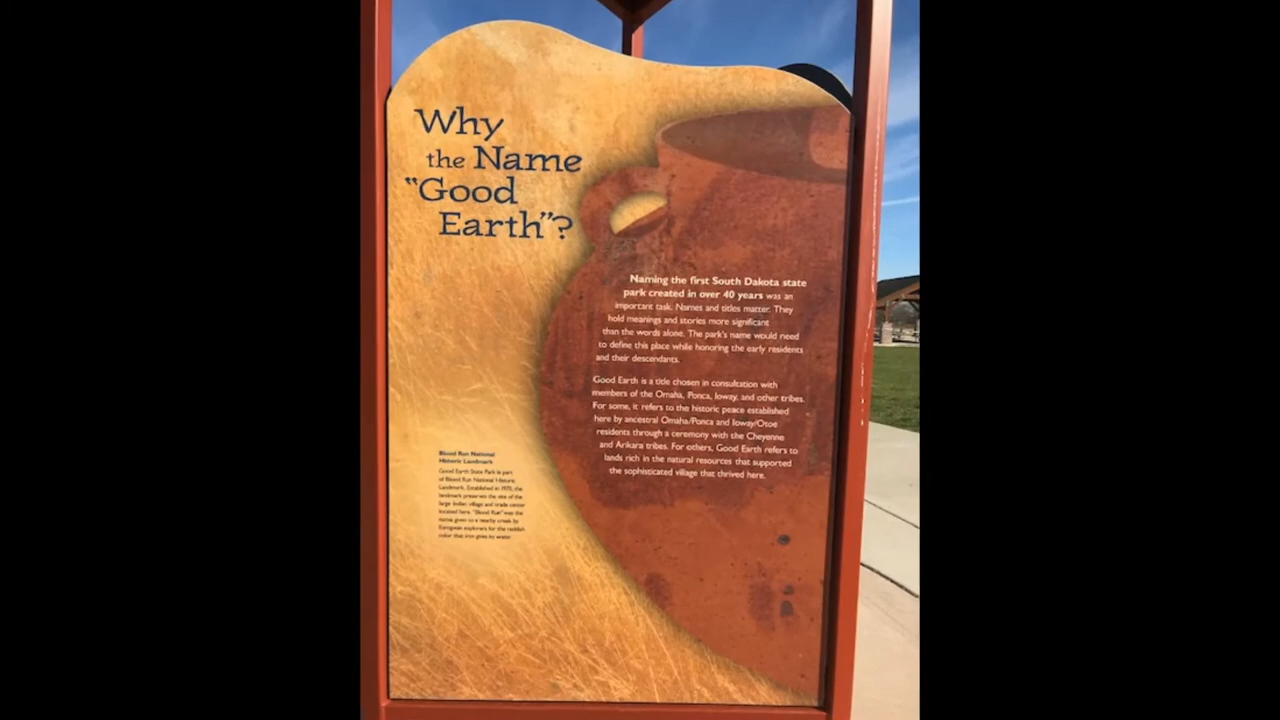 Why
the Name
"Good
Earth"?
Naming the first South Dakota state
park created in over 40 years was an
important task. Names and titles matter. They
hold meanings and stories more significant
than the words alone. The park's name would need
to define this place while honoring the early residents
and their descendants.
Good Earth is a title chosen in consultation with
members of the Omaha, Ponca, Ioway, and other tribes.
For some, it refers to the historic peace established
here by ancestral Omaha/Ponca and Ioway/Otoe
residents through a ceremony with the Cheyenne
and Arikara tribes. For others, Good Earth refers to
lands rich in the natural resources that supported
the sophisticated village that thrived here.
Blood Run National
Historic Landmark
Good Earth State Park is part
of Blood Run National Historic
Landmark. Established in 1970, the
landmark preserves the site of the
large Indian village and trade center
located here. "Blood Run" was the
name given to a nearby creek by
European explorers for the reddish
color that iron gives its water.